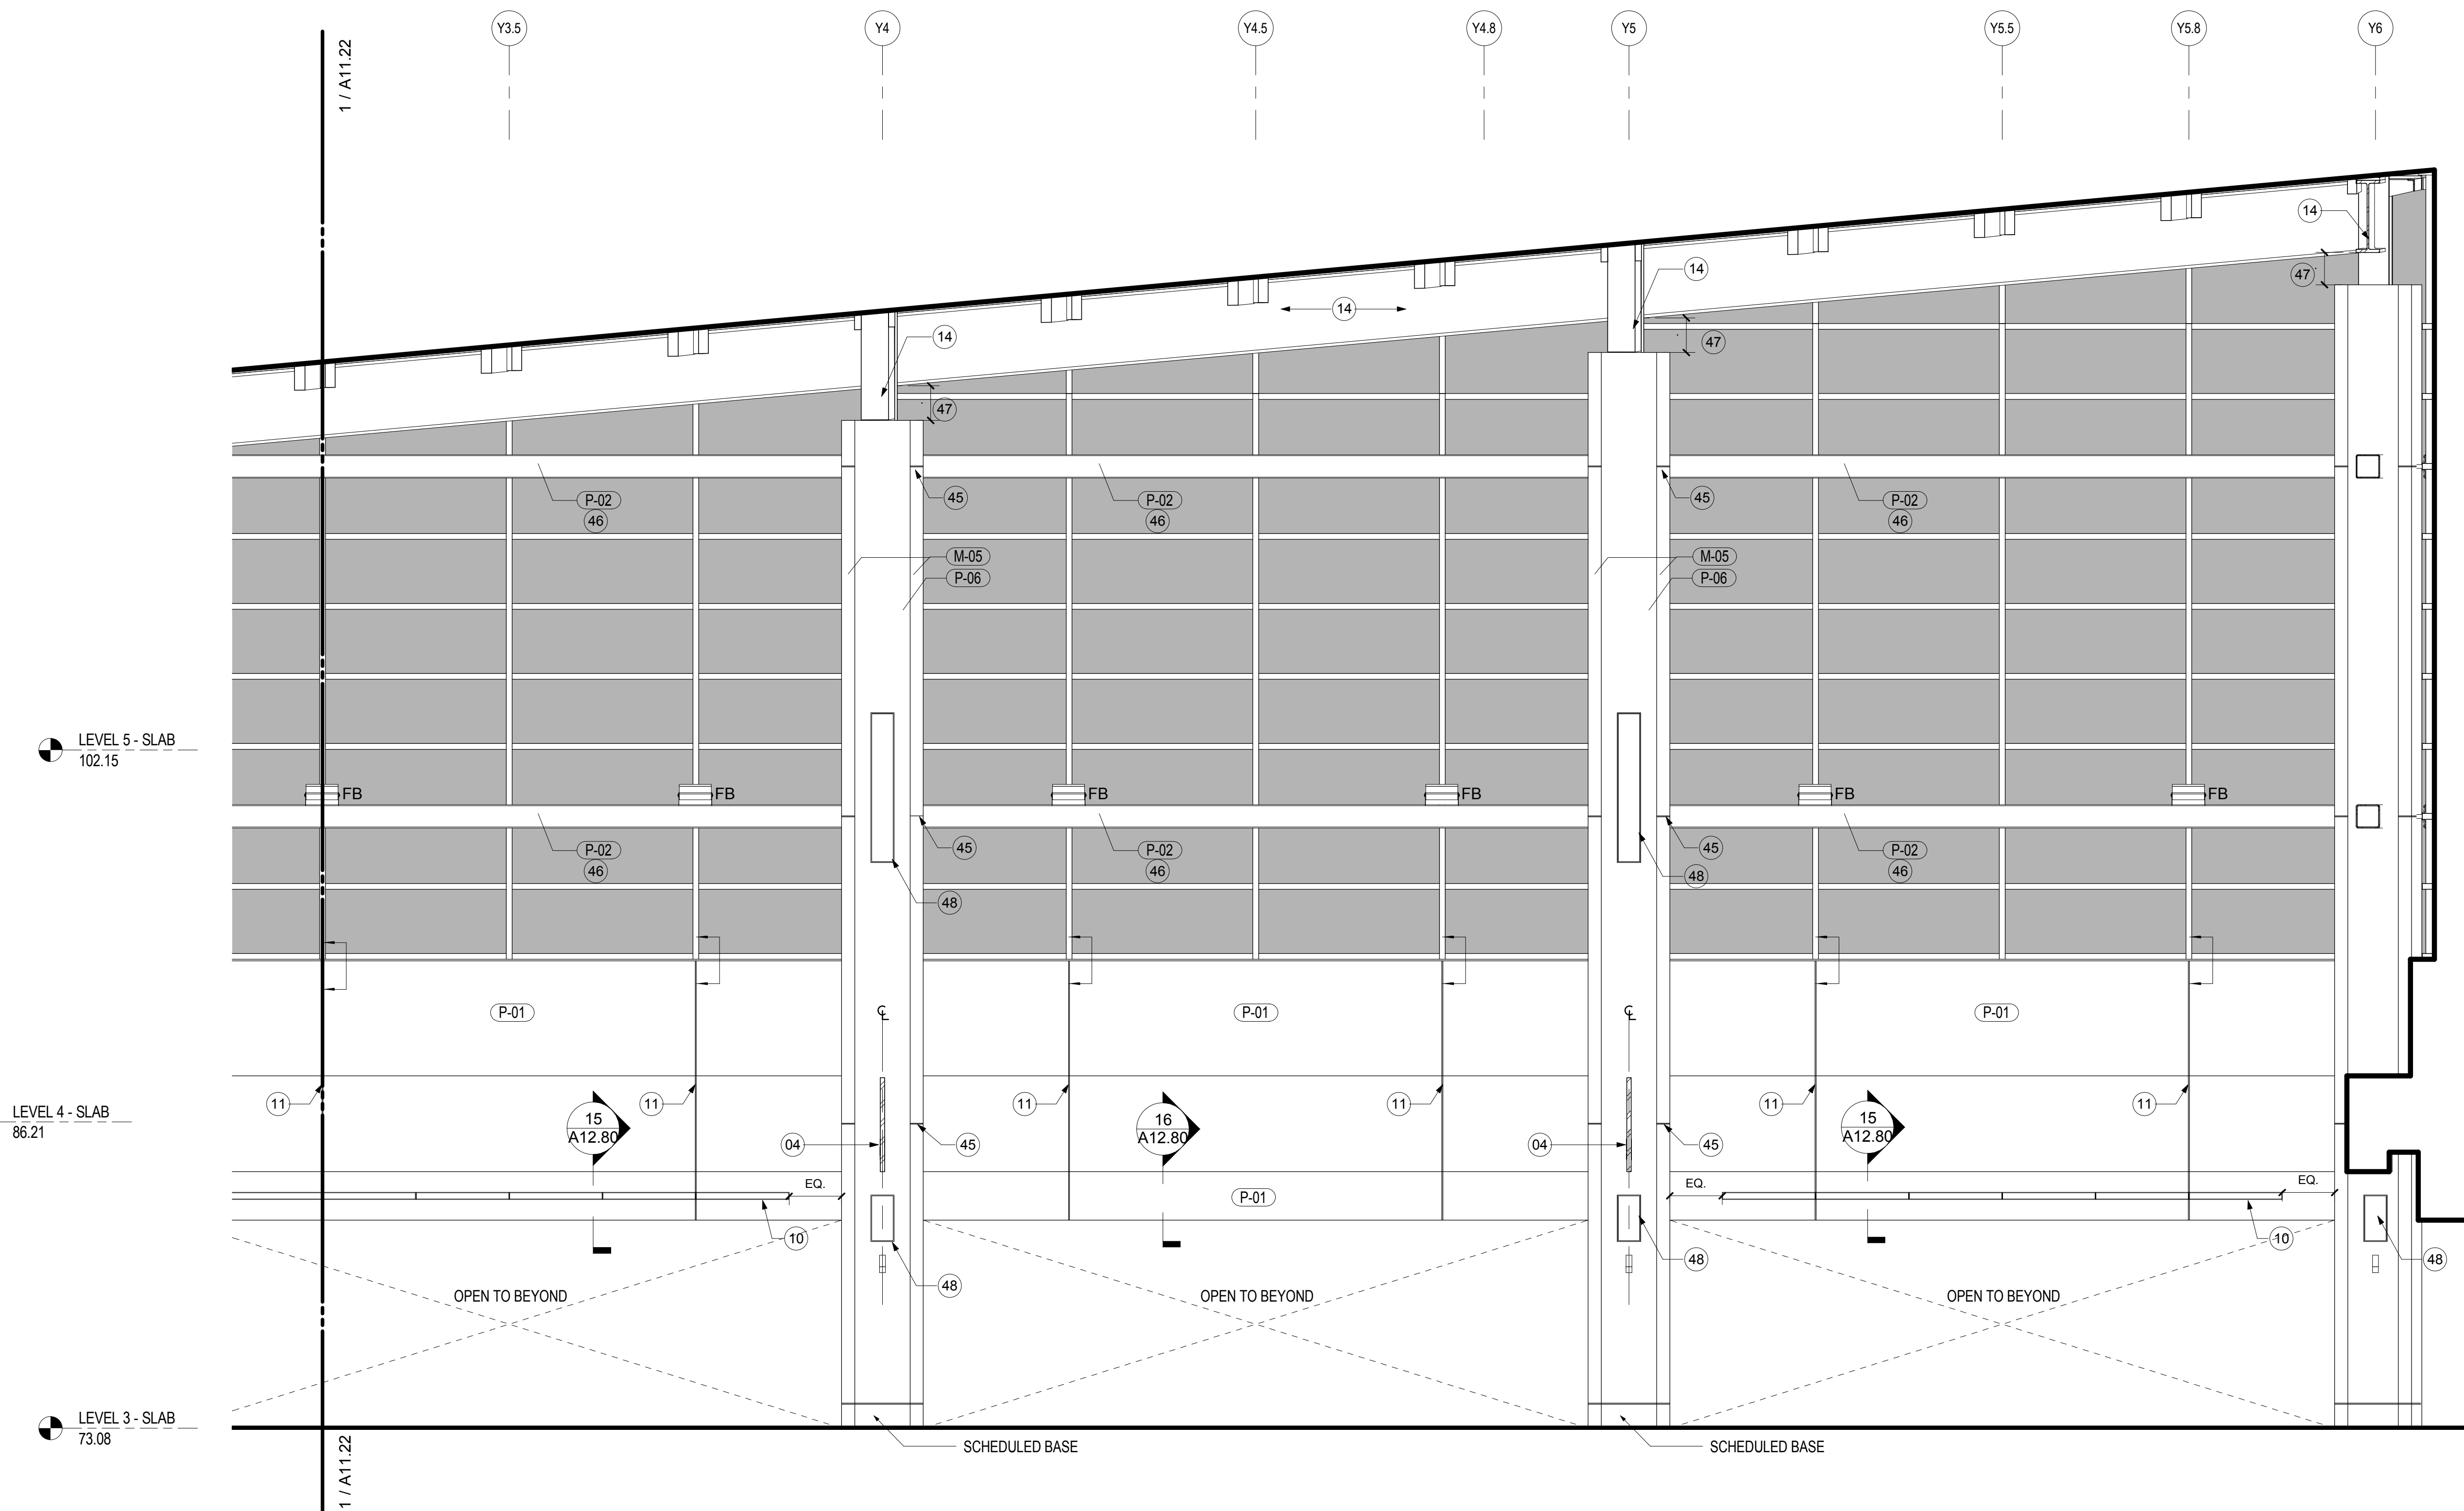 Y3.5
Y4
Y4.5
Y4.8
Y5
Y5.5
Y5.8
Y6
1 / A11.22
14
14
47
14
14
47
14
47
P-02
46
45
P-02
46
45
P-02
46
M-05
P-06
M-05
P-06
LEVEL 5 - SLAB
102.15
FB
FB
FB
FB
FB
FB
P-02
46
45
P-02
46
45
P-02
46
48
48
P-01
P-01
P-01
℄
℄
LEVEL 4 - SLAB
86.21
11
11
11
11
11
11
15
A12.80
16
A12.80
15
A12.80
04
45
04
45
EQ.
P-01
EQ.
EQ.
10
10
48
48
48
OPEN TO BEYOND
OPEN TO BEYOND
OPEN TO BEYOND
LEVEL 3 - SLAB
73.08
SCHEDULED BASE
SCHEDULED BASE
1 / A11.22